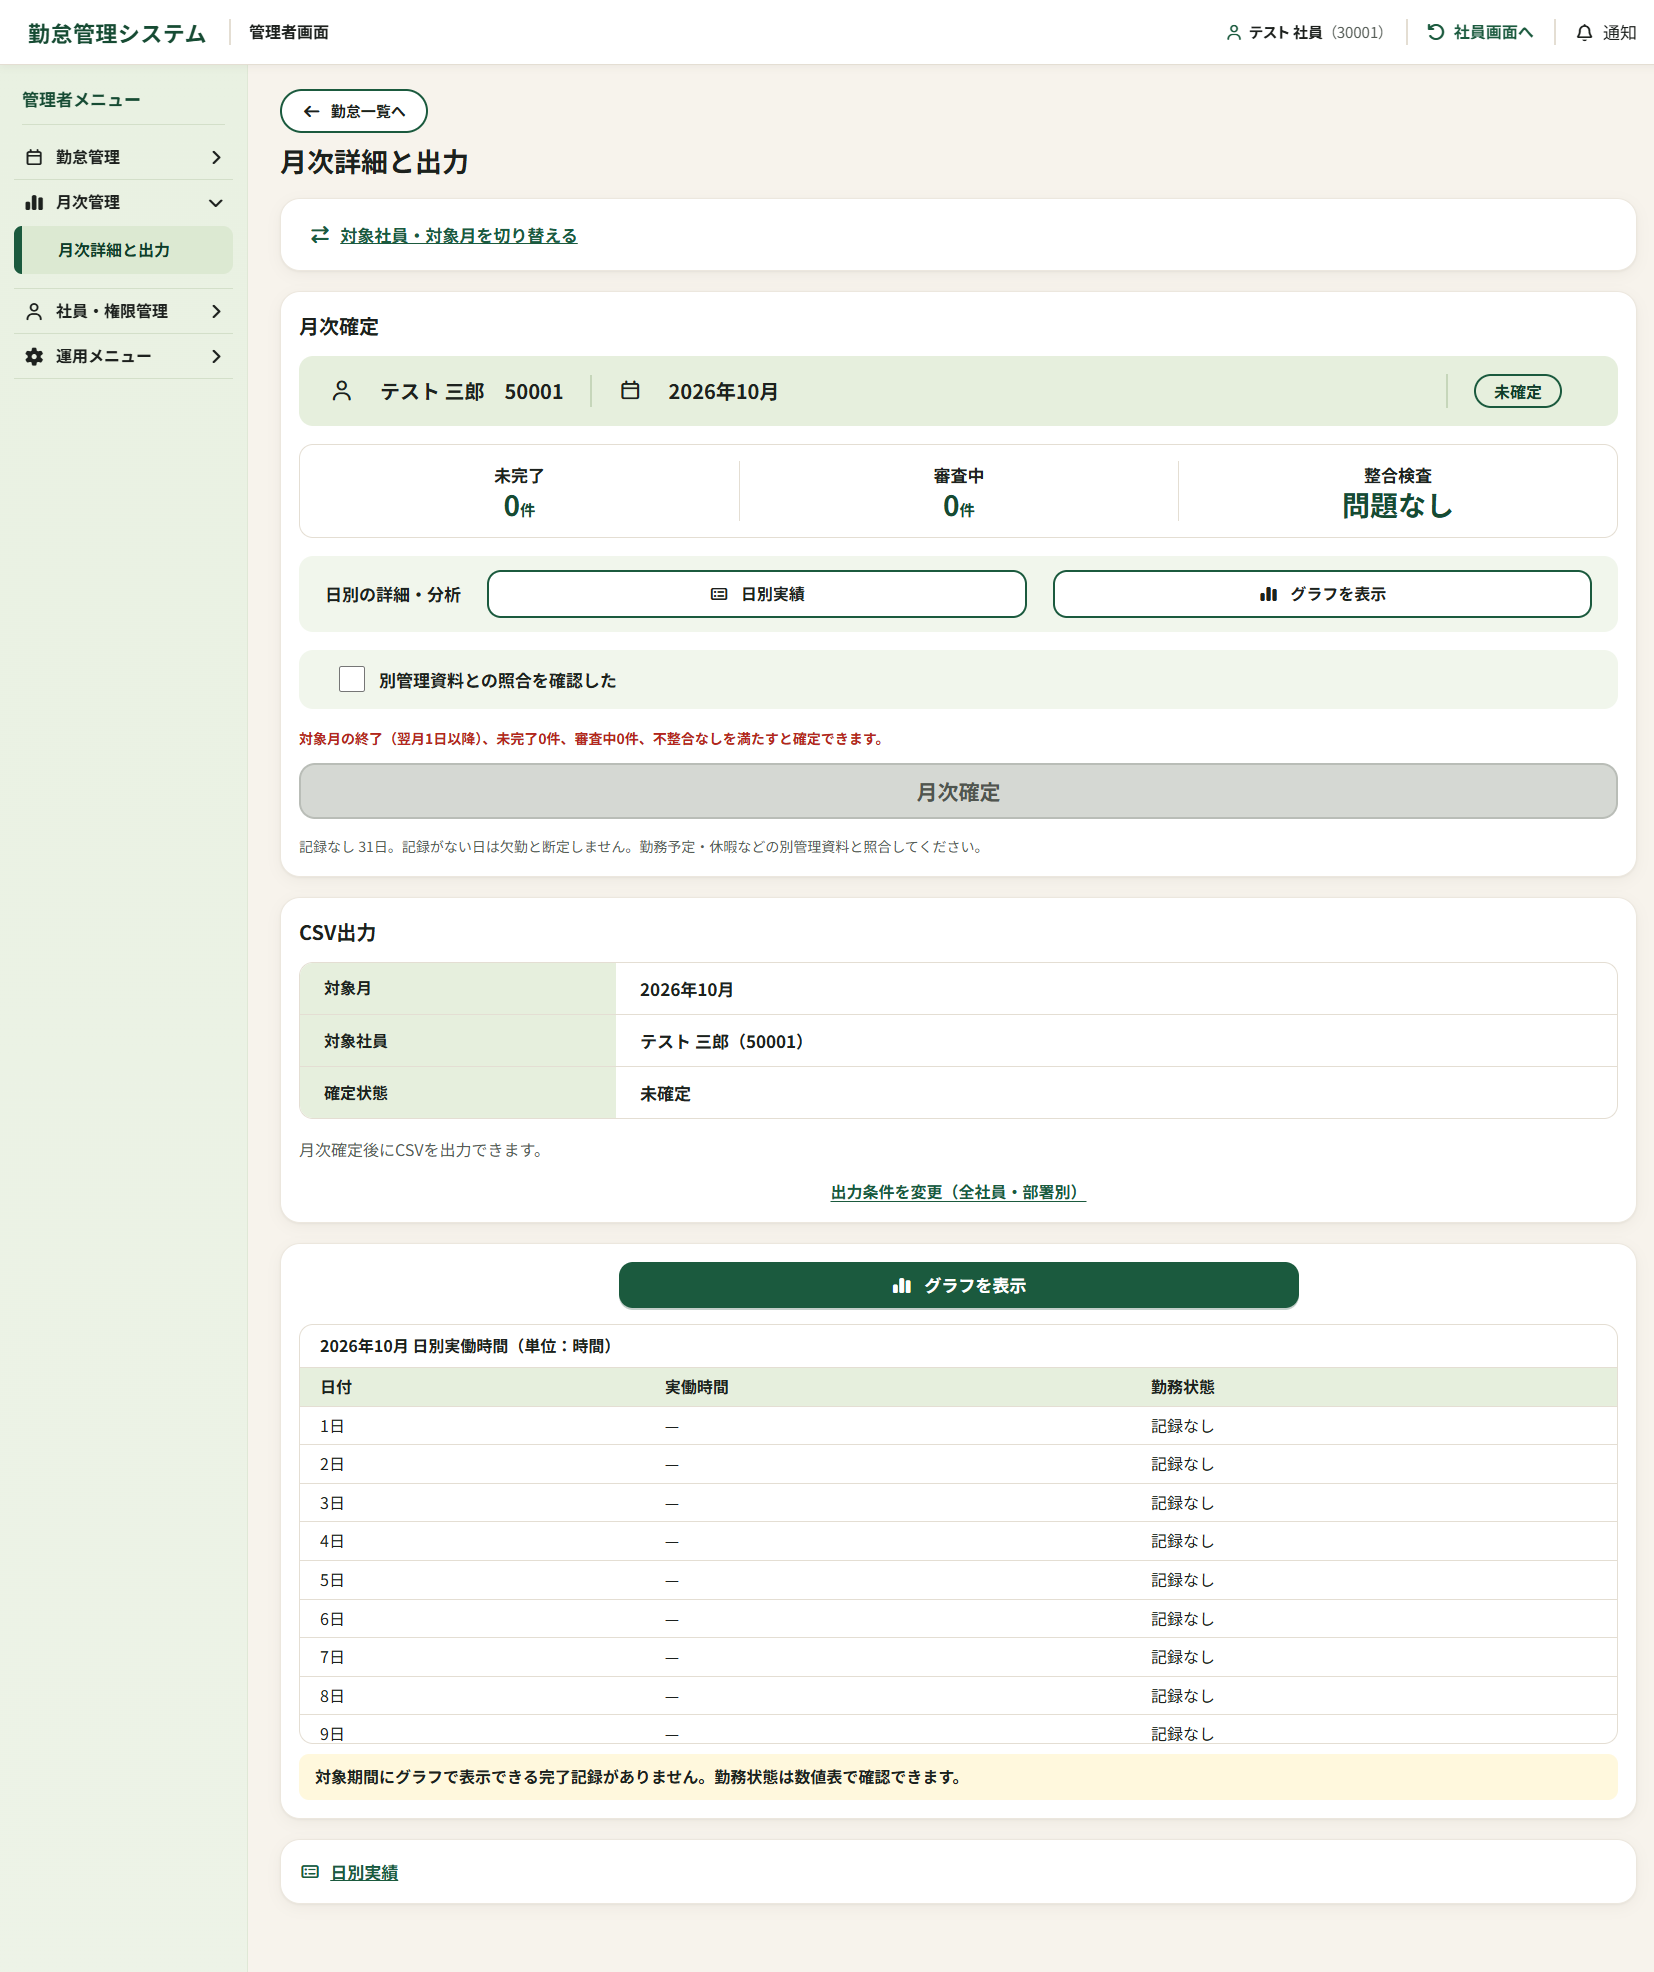 勤怠管理システム
管理者画面
テスト 社員（30001）
社員画面へ
通知
管理者メニュー
勤怠管理
月次管理
月次詳細と出力
社員・権限管理
運用メニュー
勤怠一覧へ
月次詳細と出力
対象社員・対象月を切り替える
月次確定
テスト 三郎 50001
2026年10月
未確定
未完了
0件
審査中
0件
整合検査
問題なし
日別の詳細・分析
日別実績
グラフを表示
別管理資料との照合を確認した
対象月の終了（翌月1日以降）、未完了0件、審査中0件、不整合なしを満たすと確定できます。
月次確定
記録なし 31日。記録がない日は欠勤と断定しません。勤務予定・休暇などの別管理資料と照合してください。
CSV出力
対象月 2026年10月
対象社員 テスト 三郎（50001）
確定状態 未確定
月次確定後にCSVを出力できます。
出力条件を変更（全社員・部署別）
グラフを表示
2026年10月 日別実働時間（単位：時間）
日付 実働時間 勤務状態
1日 — 記録なし
2日 — 記録なし
3日 — 記録なし
4日 — 記録なし
5日 — 記録なし
6日 — 記録なし
7日 — 記録なし
8日 — 記録なし
9日 — 記録なし
対象期間にグラフで表示できる完了記録がありません。勤務状態は数値表で確認できます。
日別実績